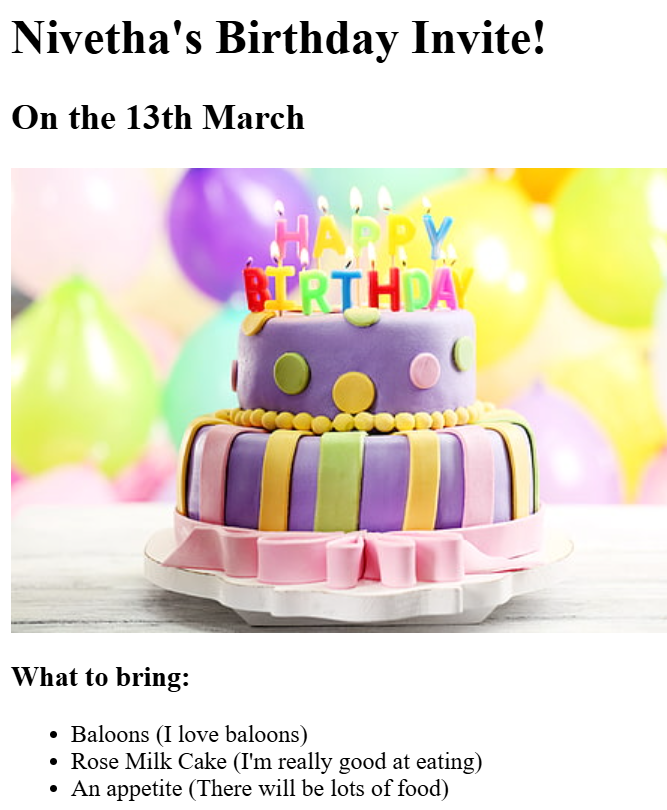 Nivetha's Birthday Invite!
On the 13th March
HAPPY
BIRTHDAY
What to bring:
Baloons (I love baloons)
Rose Milk Cake (I'm really good at eating)
An appetite (There will be lots of food)